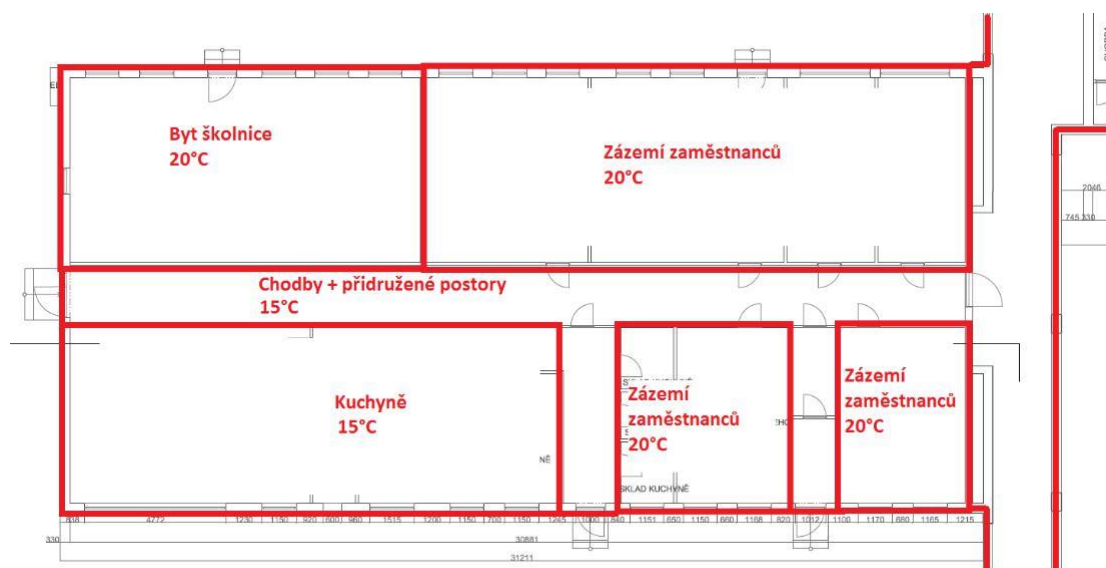 Byt školnice
20°C
Zázemí zaměstnanců
20°C
2046
745 330
Chodby + přidružené postory
15°C
Kuchyně
15°C
Zázemí
zaměstnanců
20°C
Zázemí
zaměstnanců
20°C
NĚ
SKLAD KUCHYNĚ
838 4772 1230 1150 920 600 960 1515 1200 1150 700 1150 1245 1000 840 1151 650 1150 660 1168 820 1012 1100 1170 680 1165 1215
330 30881
31211